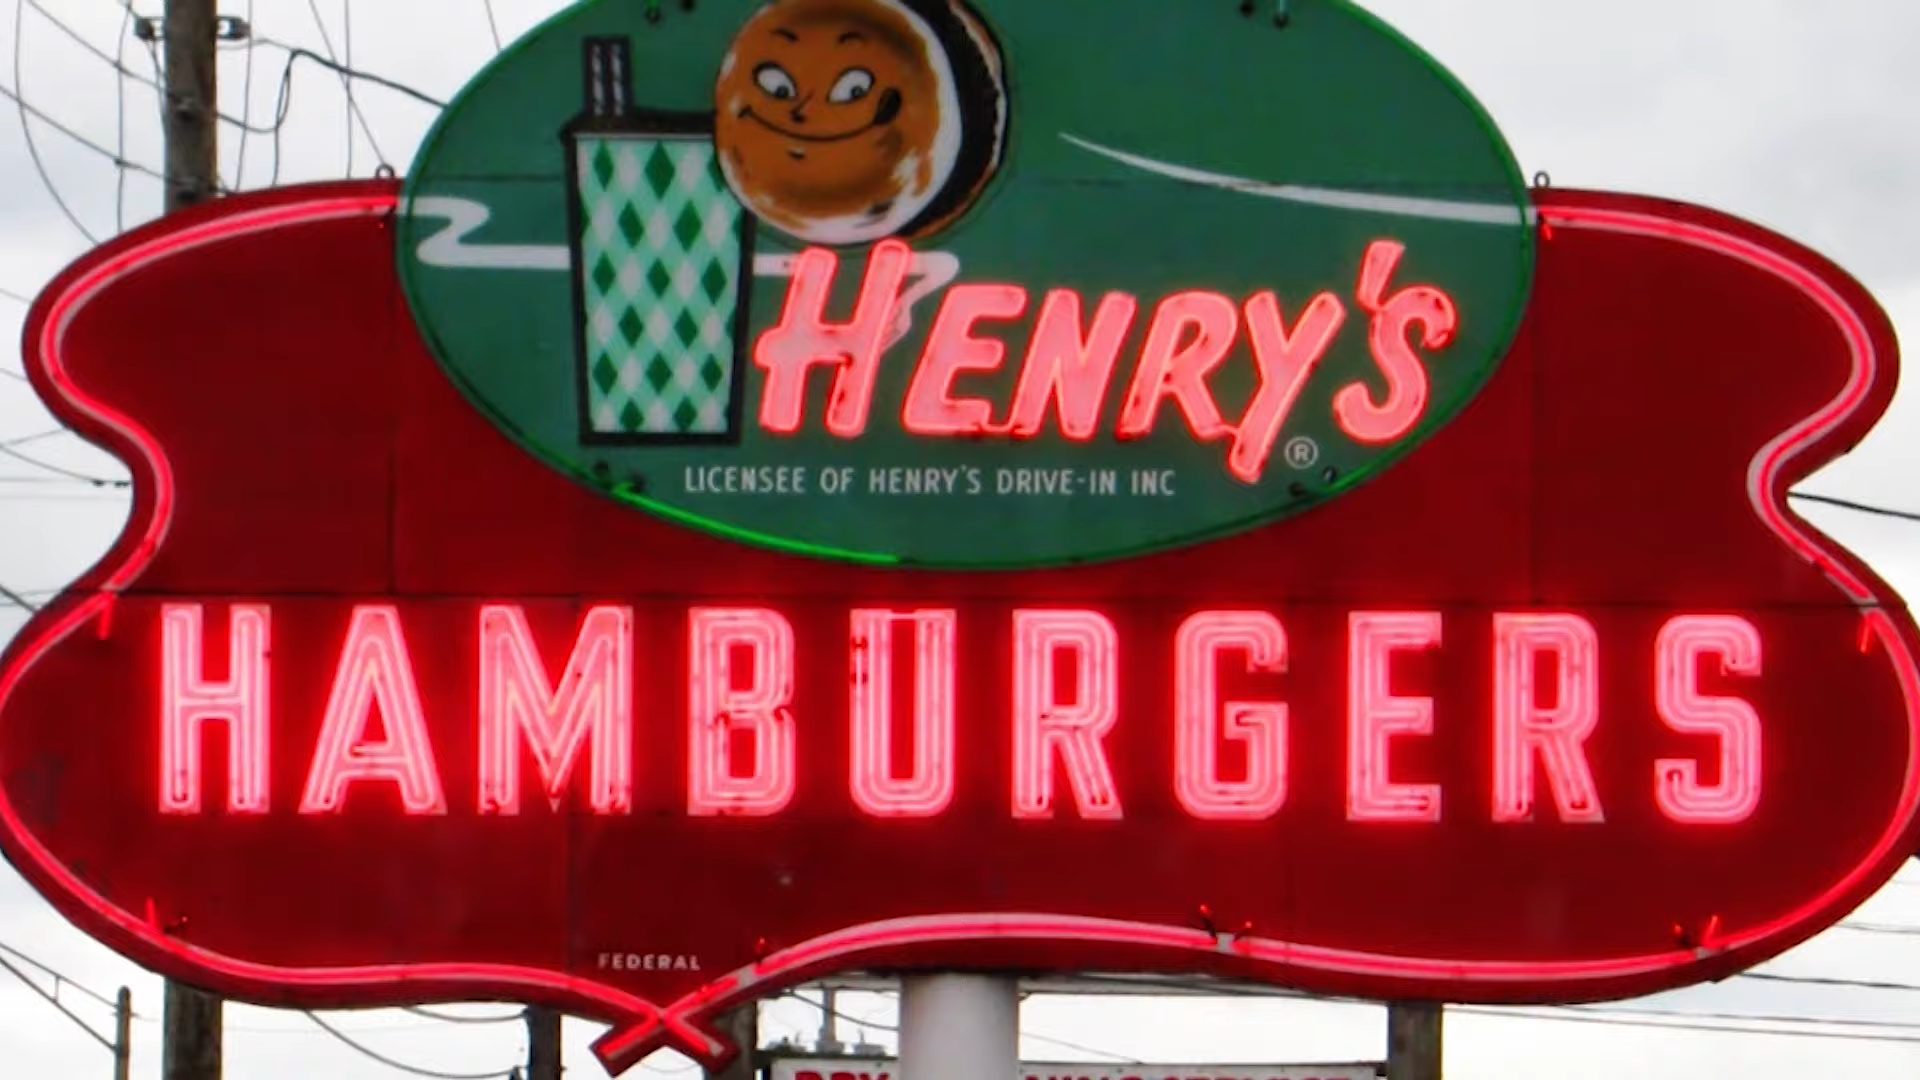 HENRY'S
®
LICENSEE OF HENRY'S DRIVE-IN INC
HAMBURGERS
FEDERAL